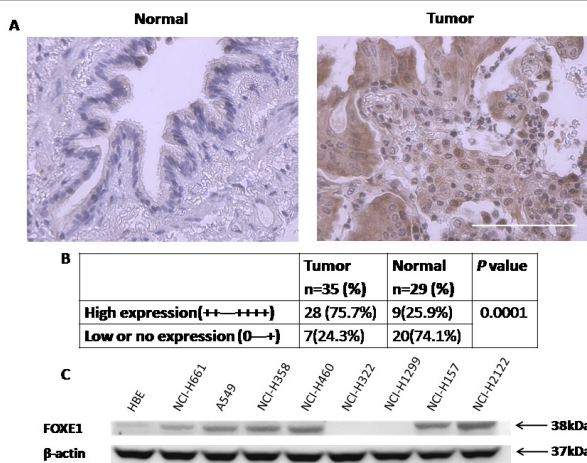 A
Normal
Tumor
B
Tumor n=35 (%)
Normal n=29 (%)
P value
High expression(++—++++)
28 (75.7%)
9(25.9%)
0.0001
Low or no expression (0—+)
7(24.3%)
20(74.1%)
C
HBE
NCI-H661
A549
NCI-H358
NCI-H460
NCI-H322
NCI-H1299
NCI-H157
NCI-H2122
FOXE1
38kDa
β-actin
37kDa